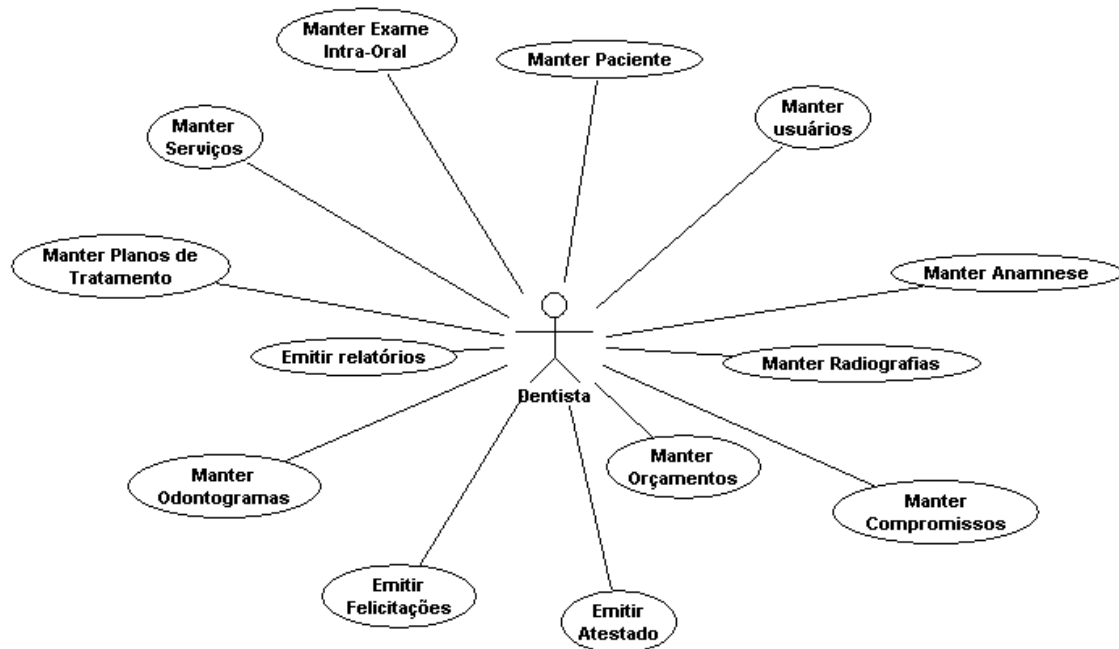 Manter Exame
Intra-Oral
Manter Paciente
Manter
usuários
Manter
Serviços
Manter Planos de
Tratamento
Manter Anamnese
Emitir relatórios
Manter Radiografias
Dentista
Manter
Orçamentos
Manter
Odontogramas
Manter
Compromissos
Emitir
Felicitações
Emitir
Atestado